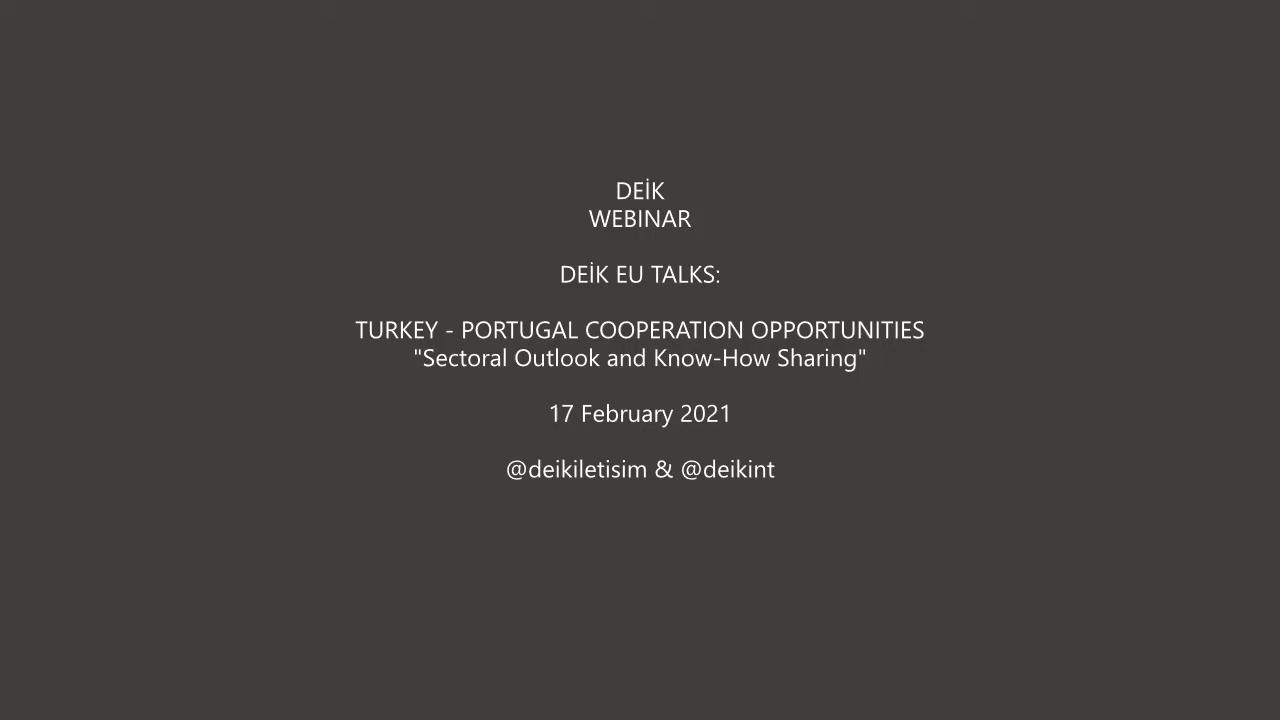 DEİK
WEBINAR
DEİK EU TALKS:
TURKEY - PORTUGAL COOPERATION OPPORTUNITIES
"Sectoral Outlook and Know-How Sharing"
17 February 2021
@deikiletisim & @deikint